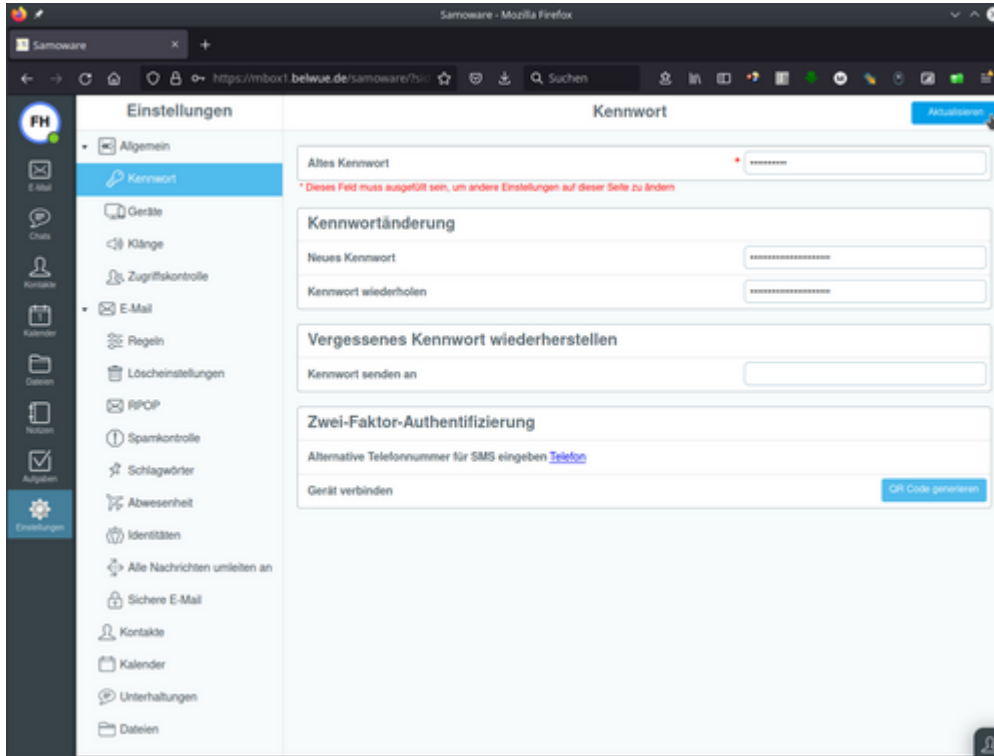 Samoware - Mozilla Firefox
Samoware
https://mbox1.belwue.de/samoware/?si
Suchen
FH
E-Mail
Chats
Kontakte
Kalender
Dateien
Notizen
Aufgaben
Einstellungen
Einstellungen
Allgemein
Kennwort
Geräte
Klänge
Zugriffskontrolle
E-Mail
Regeln
Löscheinstellungen
RPOP
Spamkontrolle
Schlagwörter
Abwesenheit
Identitäten
Alle Nachrichten umleiten an
Sichere E-Mail
Kontakte
Kalender
Unterhaltungen
Dateien
Kennwort
Aktualisieren
Altes Kennwort *
* Dieses Feld muss ausgefüllt sein, um andere Einstellungen auf dieser Seite zu ändern
Kennwortänderung
Neues Kennwort
Kennwort wiederholen
Vergessenes Kennwort wiederherstellen
Kennwort senden an
Zwei-Faktor-Authentifizierung
Alternative Telefonnummer für SMS eingeben Telefon
Gerät verbinden
QR Code generieren